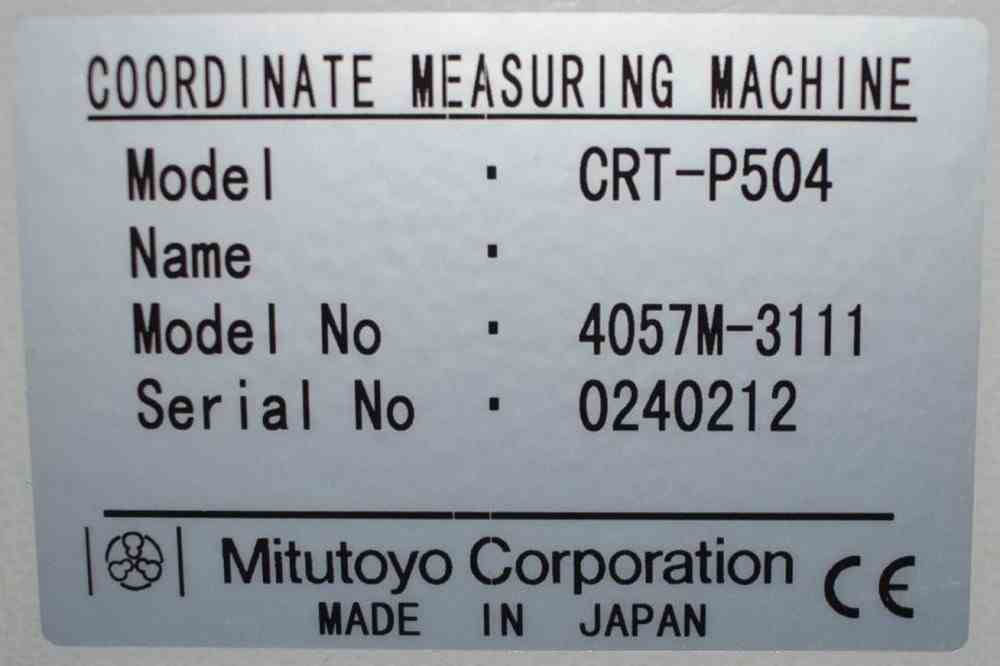 COORDINATE MEASURING MACHINE
Model · CRT-P504
Name ·
Model No · 4057M-3111
Serial No · 0240212
Mitutoyo Corporation CE
MADE IN JAPAN